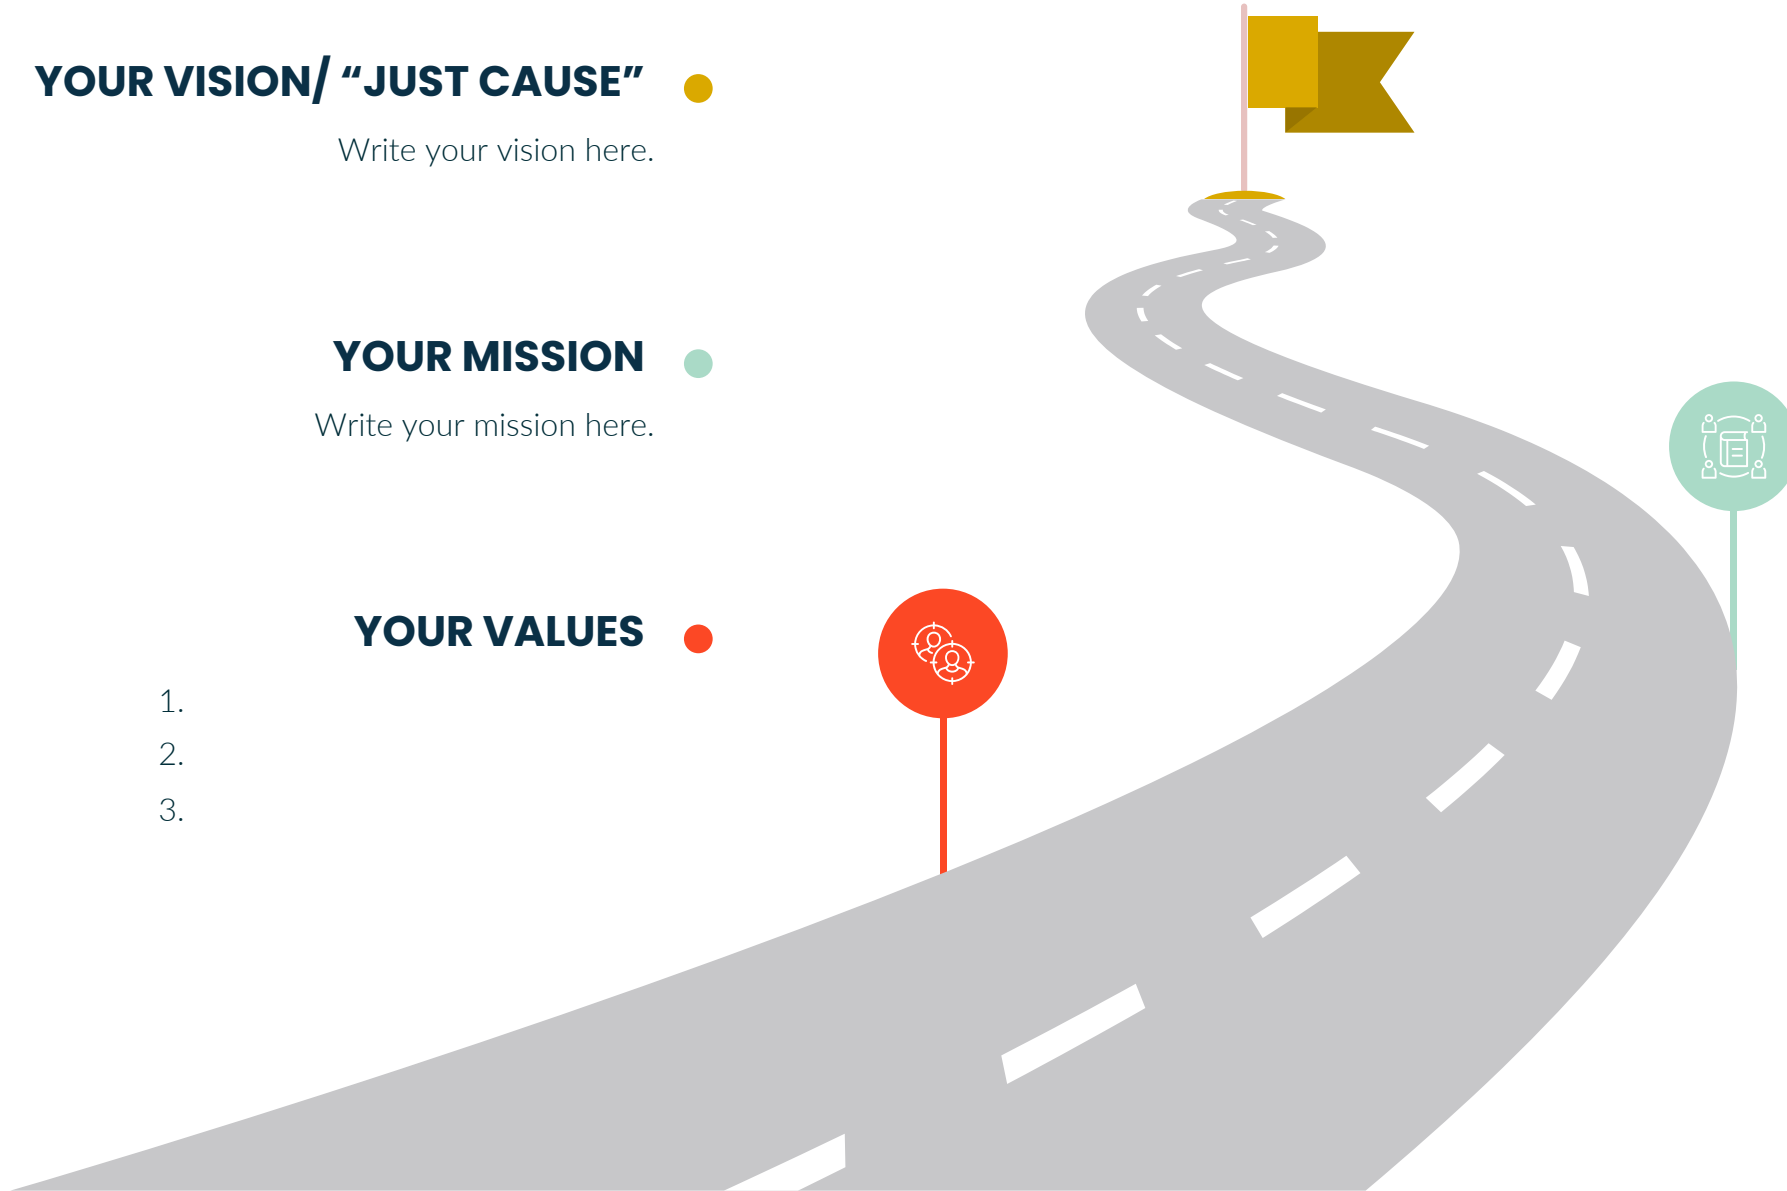 YOUR VISION/ “JUST CAUSE”
Write your vision here.
YOUR MISSION
Write your mission here.
YOUR VALUES
1.
2.
3.